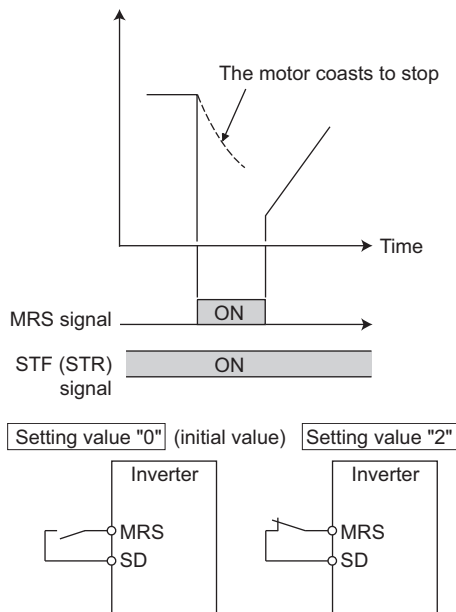 The motor coasts to stop
Time
MRS signal
ON
STF (STR)
signal
ON
Setting value "0" (initial value)
Setting value "2"
Inverter
MRS
SD
Inverter
MRS
SD